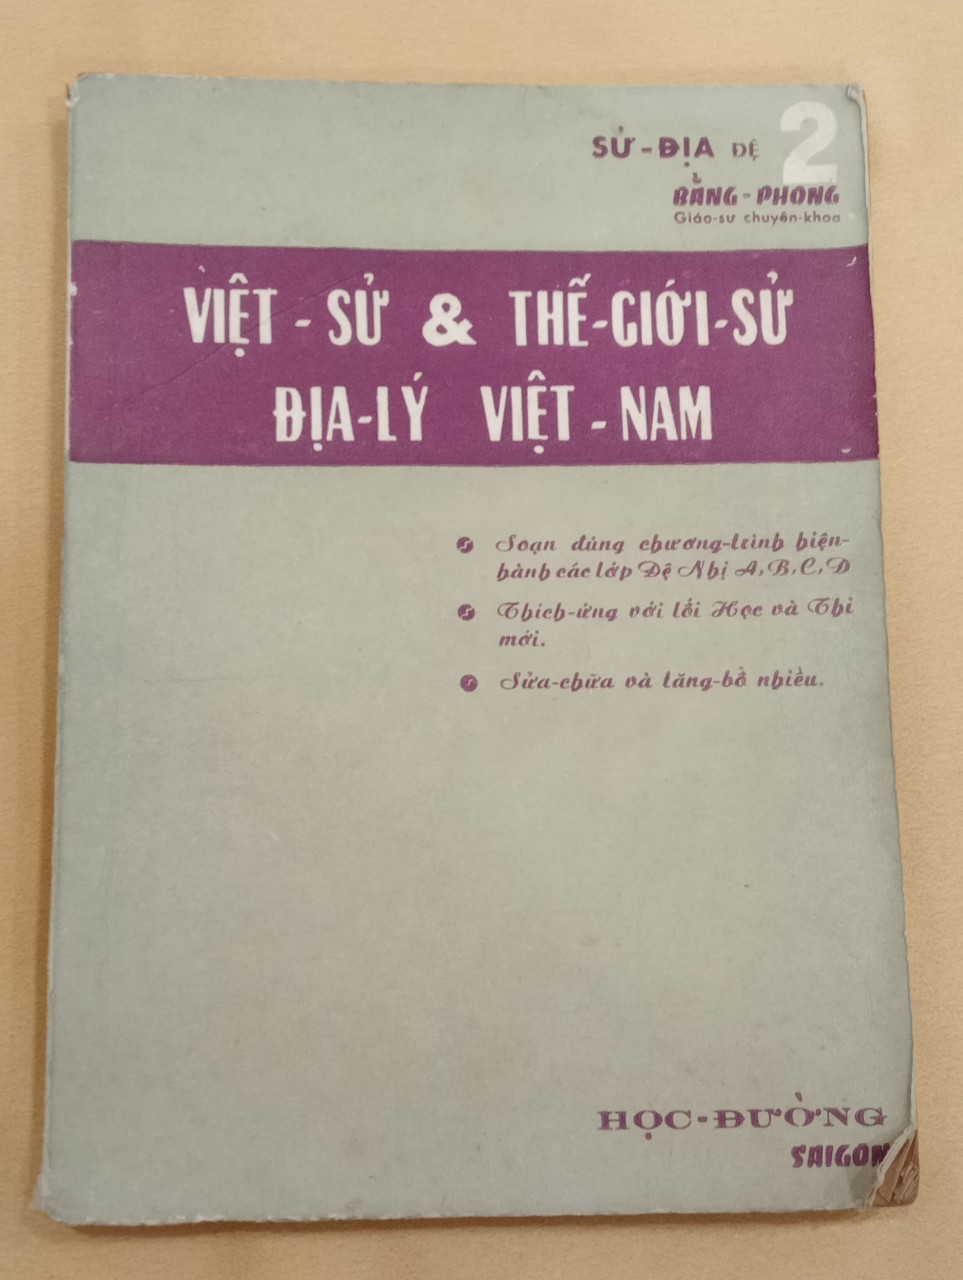 SỬ-ĐỊA ĐỆ 2
BẰNG-PHONG
Giáo-sư chuyên-khoa
VIỆT-SỬ & THẾ-GIỚI-SỬ
ĐỊA-LÝ VIỆT-NAM
Soạn đúng chương-trình hiện-
hành các lớp Đệ Nhị A,B,C,D
Thích-ứng với lối Học và Thi
mới.
Sửa-chữa và tăng-bổ nhiều.
HỌC-ĐƯỜNG
SAIGON